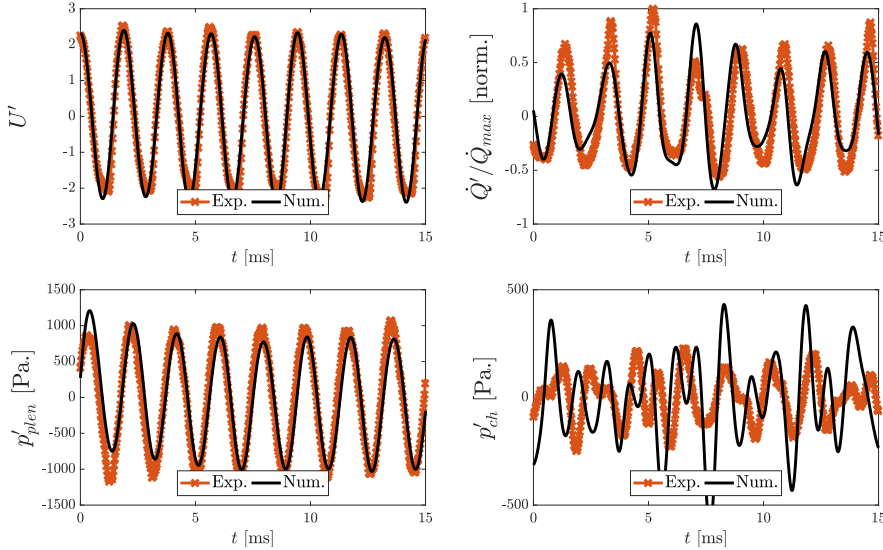 3
2
1
0
-1
-2
-3
U′
Exp. Num.
0 5 10 15
t [ms]
1
0.5
0
-0.5
-1
Q̇′/Q̇max [norm.]
Exp. Num.
0 5 10 15
t [ms]
1500
1000
500
0
-500
-1000
1500
p′plen [Pa.]
Exp. Num.
0 5 10 15
t [ms]
500
0
-500
p′ch [Pa.]
Exp. Num.
0 5 10 15
t [ms]